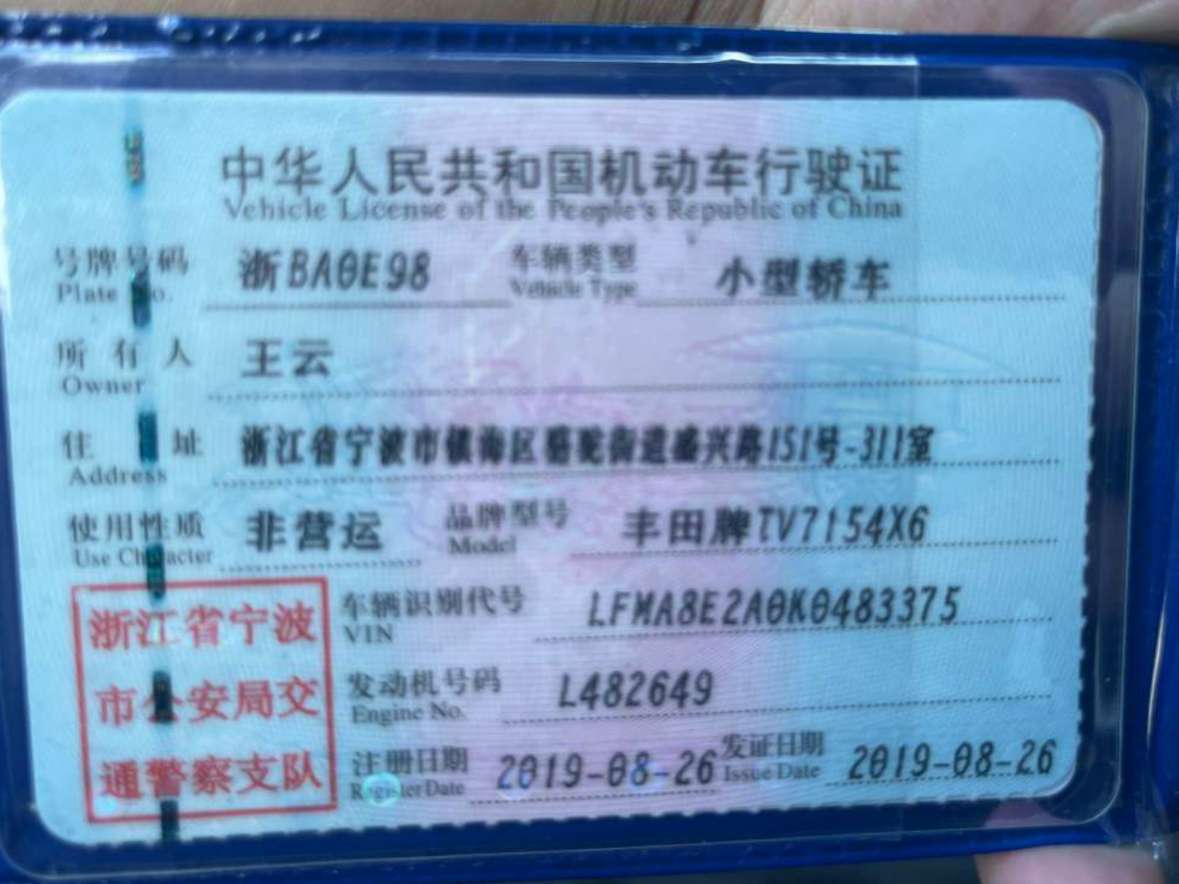 中华人民共和国机动车行驶证
Vehicle License of the People's Republic of China
号牌号码 浙BA0E98 车辆类型 小型轿车
Plate No. Vehicle Type
所有人 王云
Owner
住址 浙江省宁波市镇海区骆驼街道盛兴路151号-311室
Address
使用性质 非营运 品牌型号 丰田牌TV7154X6
Use Character Model
浙江省宁波
市公安局交
通警察支队
车辆识别代号 LFMA8E2A0K0483375
VIN
发动机号码 L482649
Engine No.
注册日期 2019-08-26 发证日期 2019-08-26
Register Date Issue Date